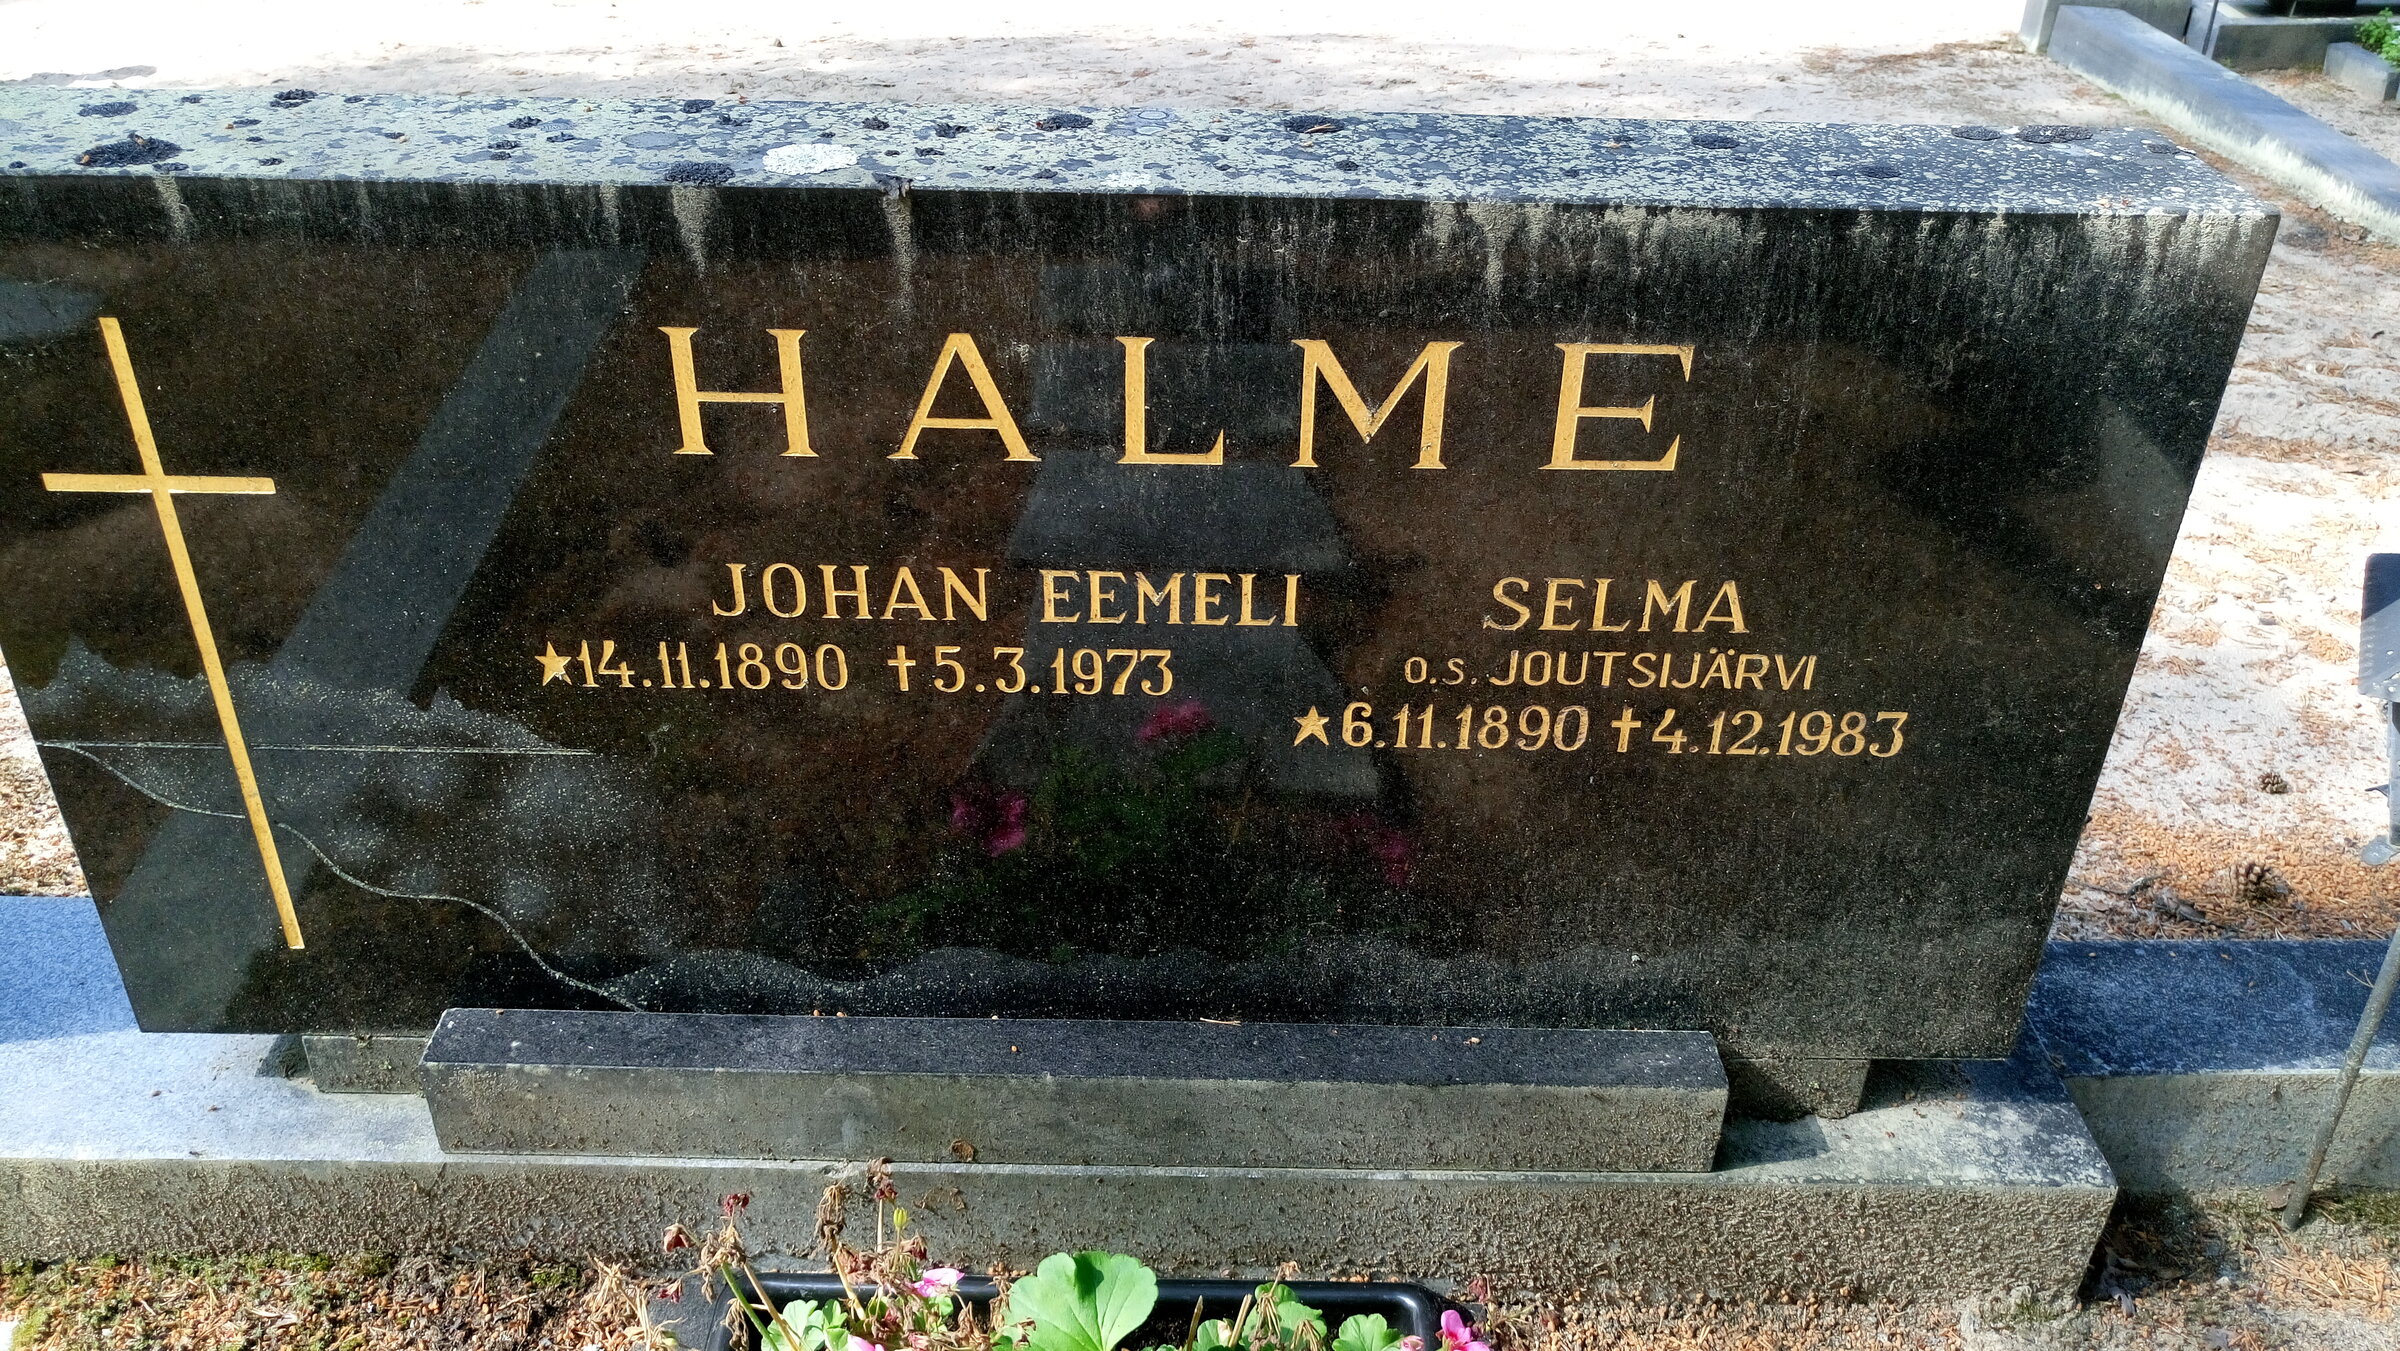 HALME
JOHAN EEMELI
★14.11.1890 ✝5.3.1973
SELMA
O.S. JOUTSIJÄRVI
★6.11.1890 ✝4.12.1983